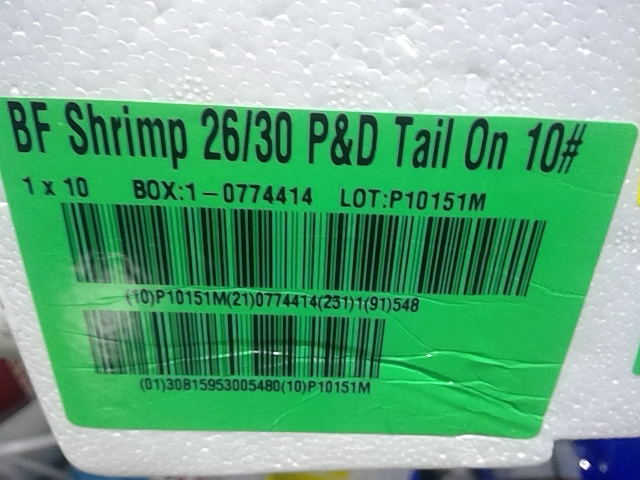 BF Shrimp 26/30 P&D Tail On 10#
1 x 10 BOX:1-0774414 LOT:P10151M
(10)P10151M(21)0774414(251)1(91)548
(01)30815953005480(10)P10151M